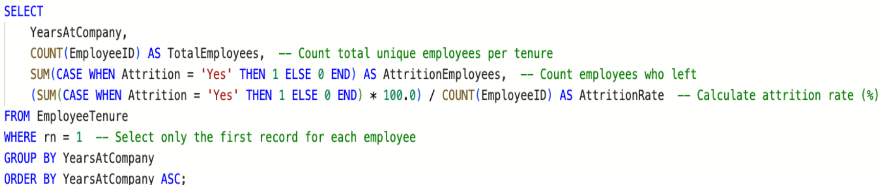 SELECT
YearsAtCompany,
COUNT(EmployeeID) AS TotalEmployees,  -- Count total unique employees per tenure
SUM(CASE WHEN Attrition = 'Yes' THEN 1 ELSE 0 END) AS AttritionEmployees,  -- Count employees who left
(SUM(CASE WHEN Attrition = 'Yes' THEN 1 ELSE 0 END) * 100.0) / COUNT(EmployeeID) AS AttritionRate  -- Calculate attrition rate (%)
FROM EmployeeTenure
WHERE rn = 1  -- Select only the first record for each employee
GROUP BY YearsAtCompany
ORDER BY YearsAtCompany ASC;